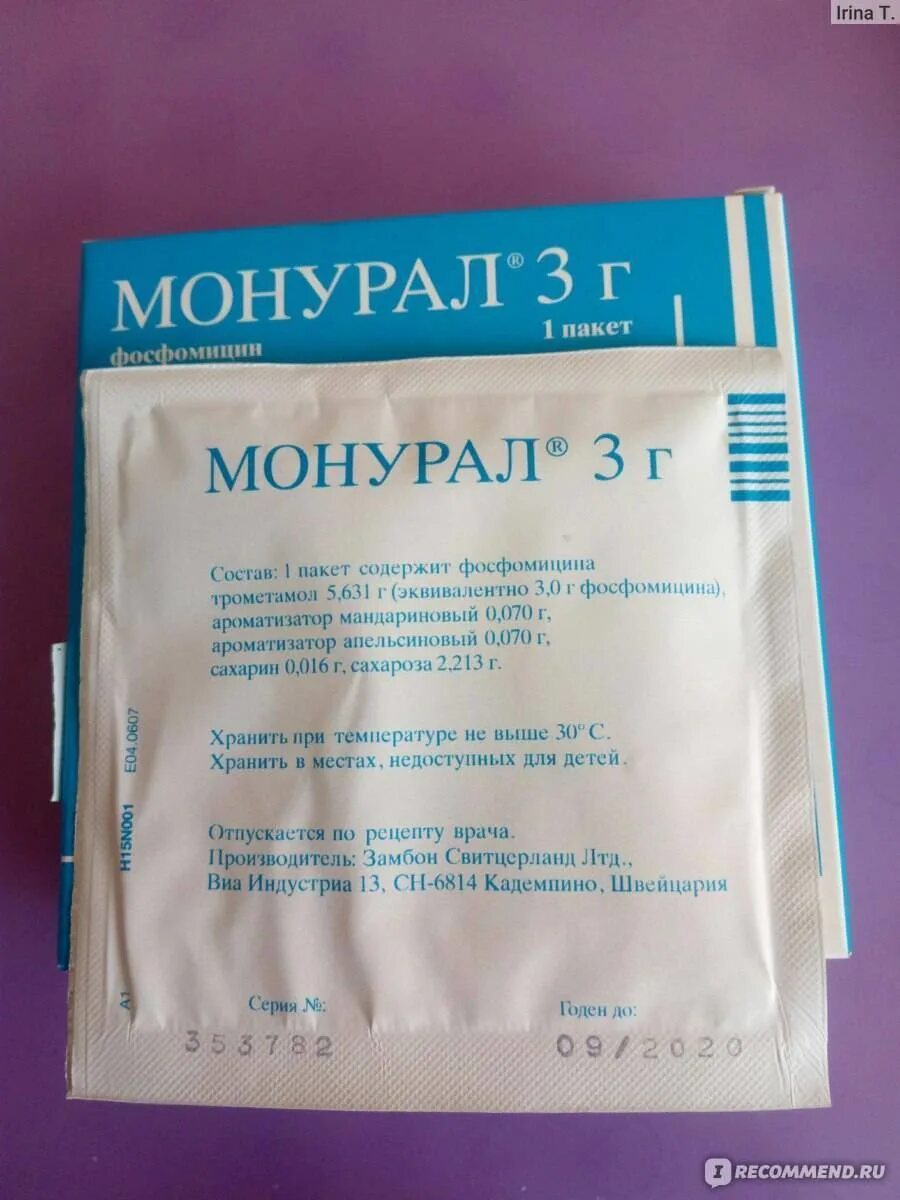 Irina T.
МОНУРАЛ® 3 г
1 пакет
фосфомицин
МОНУРАЛ® 3 г
Состав: 1 пакет содержит фосфомицина
трометамол 5,631 г (эквивалентно 3,0 г фосфомицина),
ароматизатор мандариновый 0,070 г,
ароматизатор апельсиновый 0,070 г,
сахарин 0,016 г, сахароза 2,213 г.
Хранить при температуре не выше 30° С.
Хранить в местах, недоступных для детей.
Отпускается по рецепту врача.
Производитель: Замбон Свитцерланд Лтд.,
Виа Индустриа 13, CH-6814 Кадемпино, Швейцария
A1 H15N001 E04.0607
Серия №: Годен до:
353782 09/2020
IRECOMMEND.RU